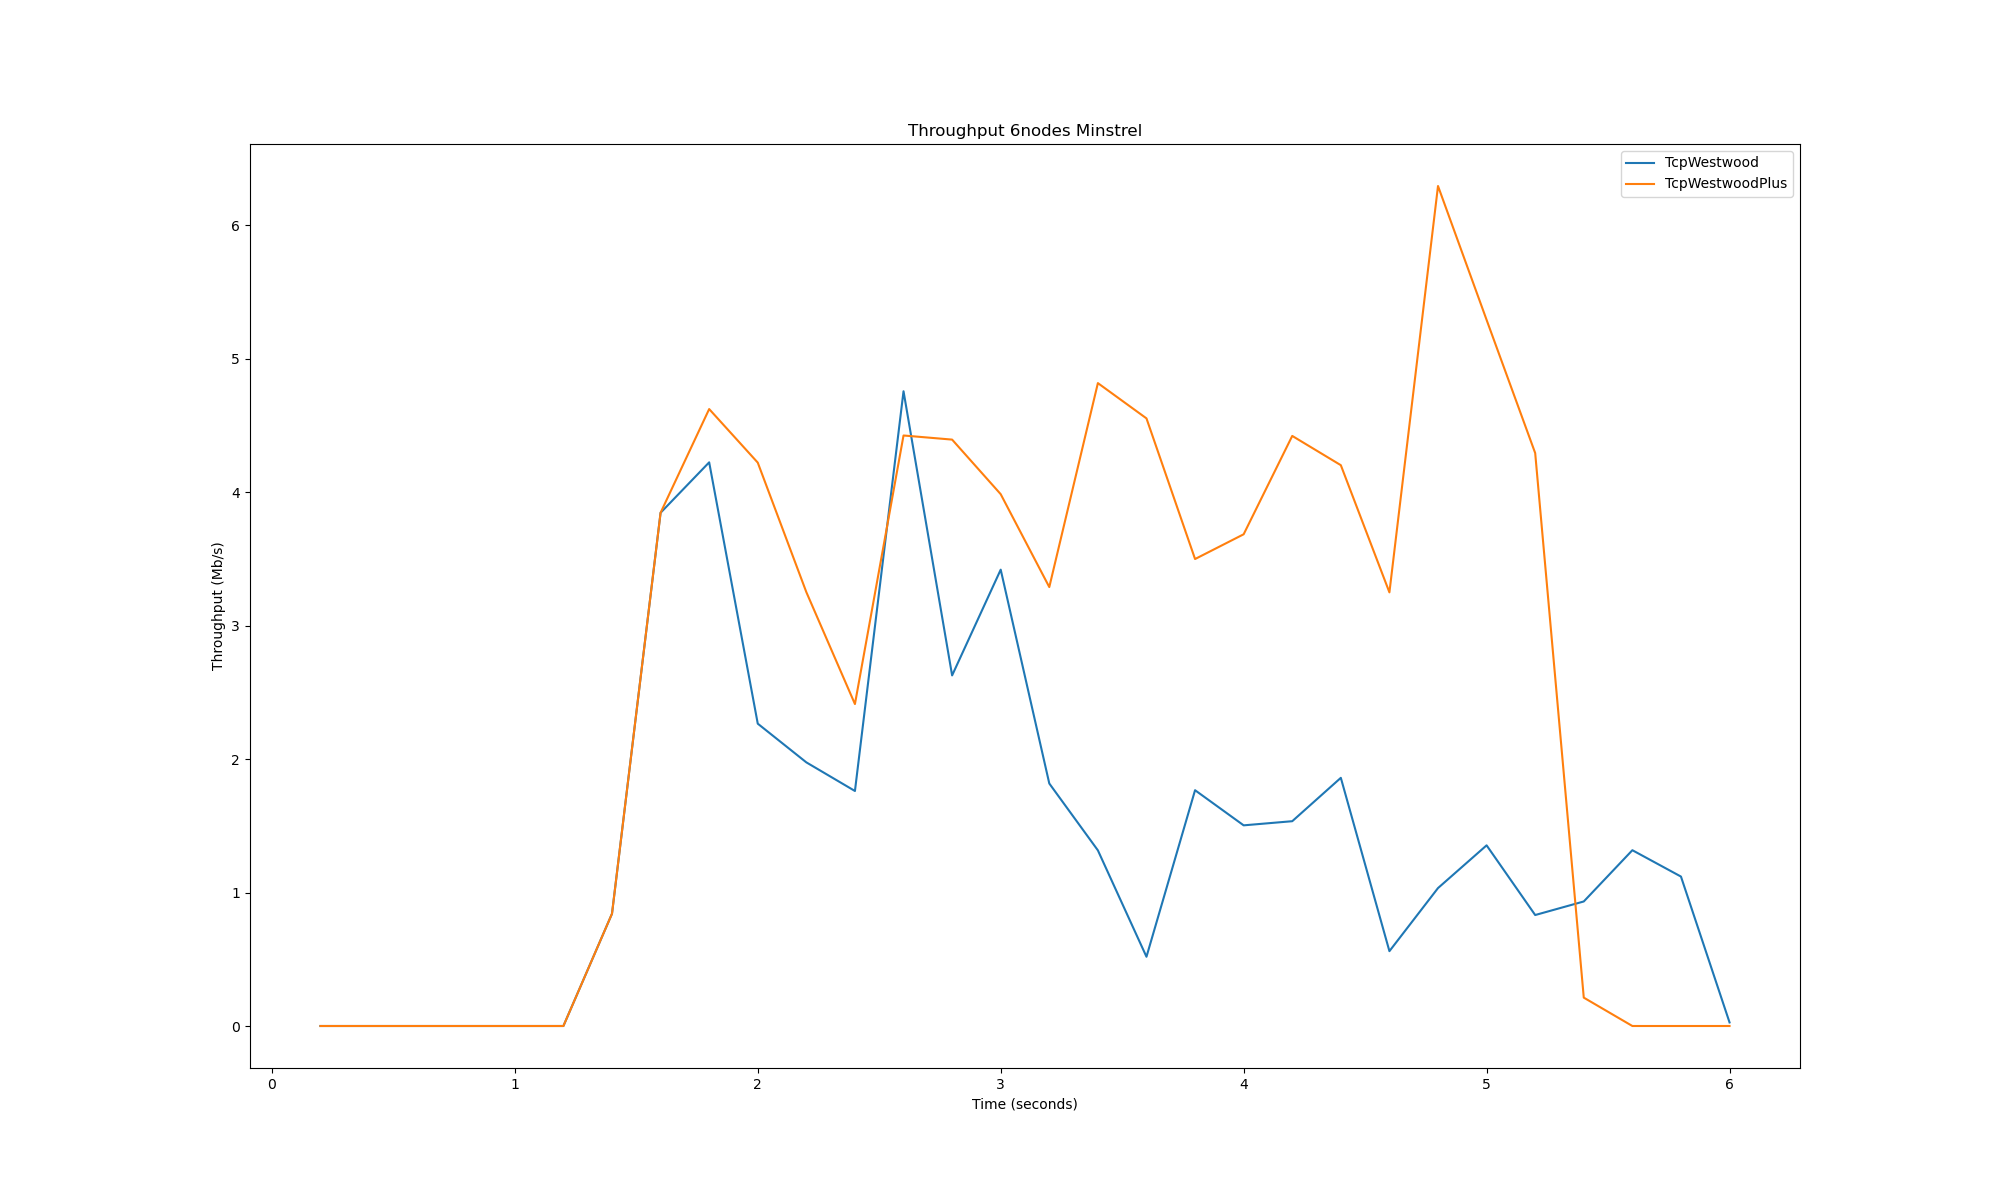 Throughput 6nodes Minstrel
TcpWestwood
TcpWestwoodPlus
Throughput (Mb/s)
6
5
4
3
2
1
0
0 1 2 3 4 5 6
Time (seconds)